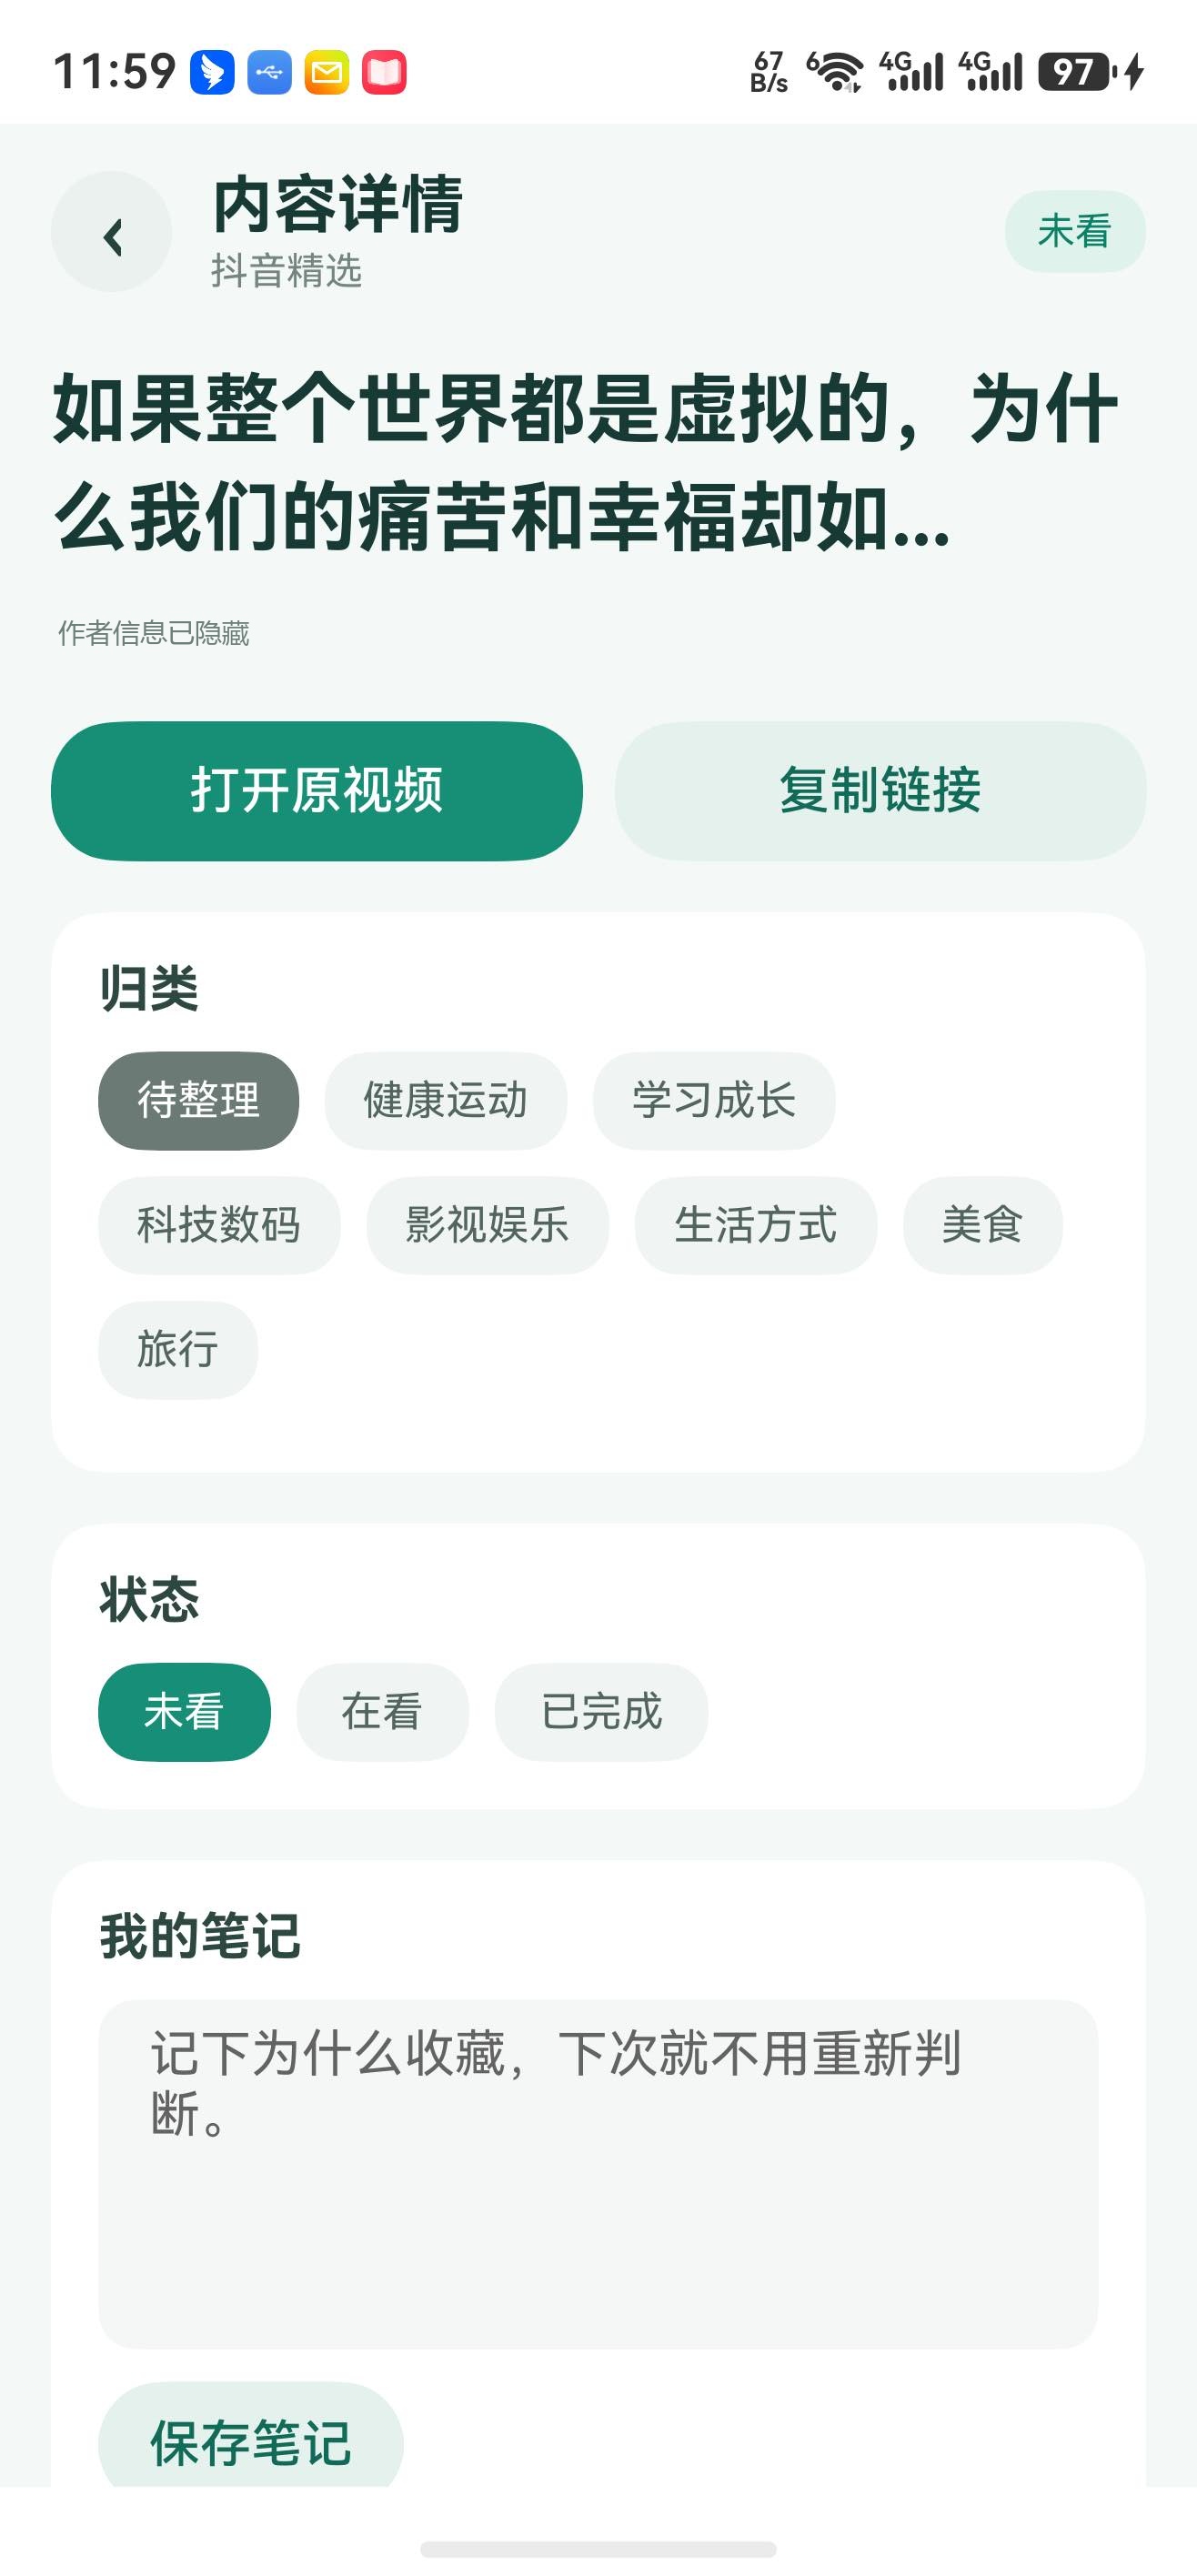 11:59
67 B/s 6 4G 4G 97
内容详情
抖音精选
未看
如果整个世界都是虚拟的，为什
么我们的痛苦和幸福却如...
作者信息已隐藏
打开原视频 复制链接
归类
待整理 健康运动 学习成长
科技数码 影视娱乐 生活方式 美食
旅行
状态
未看 在看 已完成
我的笔记
记下为什么收藏，下次就不用重新判
断。
保存笔记